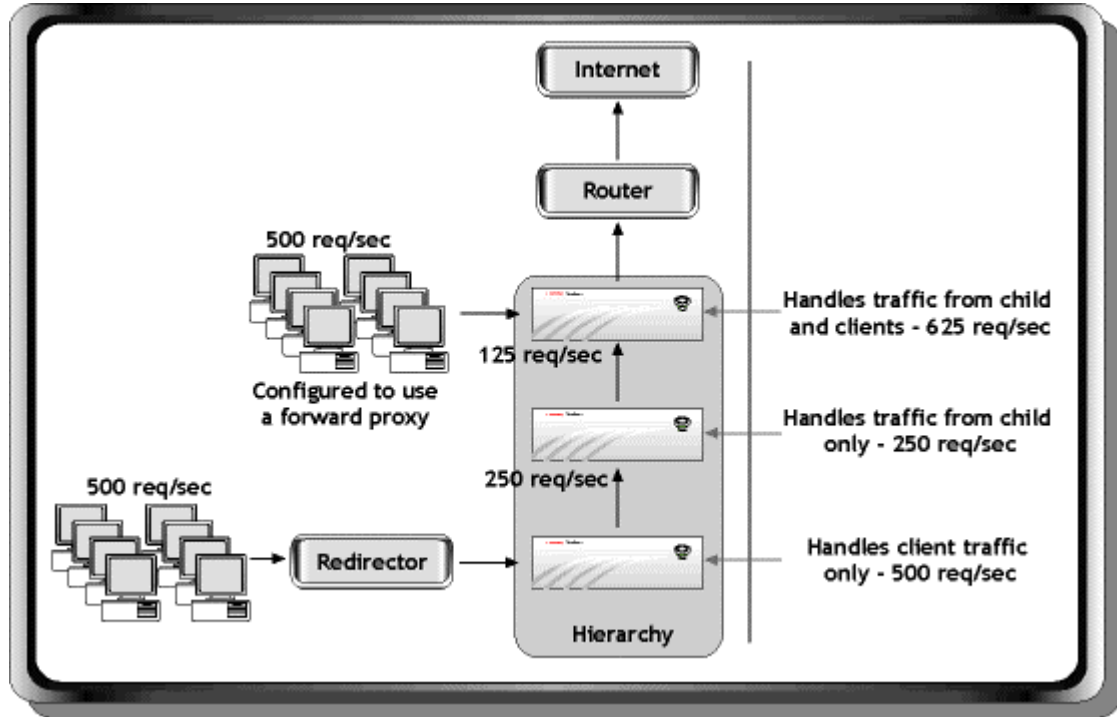 Internet
Router
500 req/sec
Configured to use
a forward proxy
125 req/sec
Handles traffic from child
and clients - 625 req/sec
Handles traffic from child
only - 250 req/sec
250 req/sec
500 req/sec
Redirector
Handles client traffic
only - 500 req/sec
Hierarchy